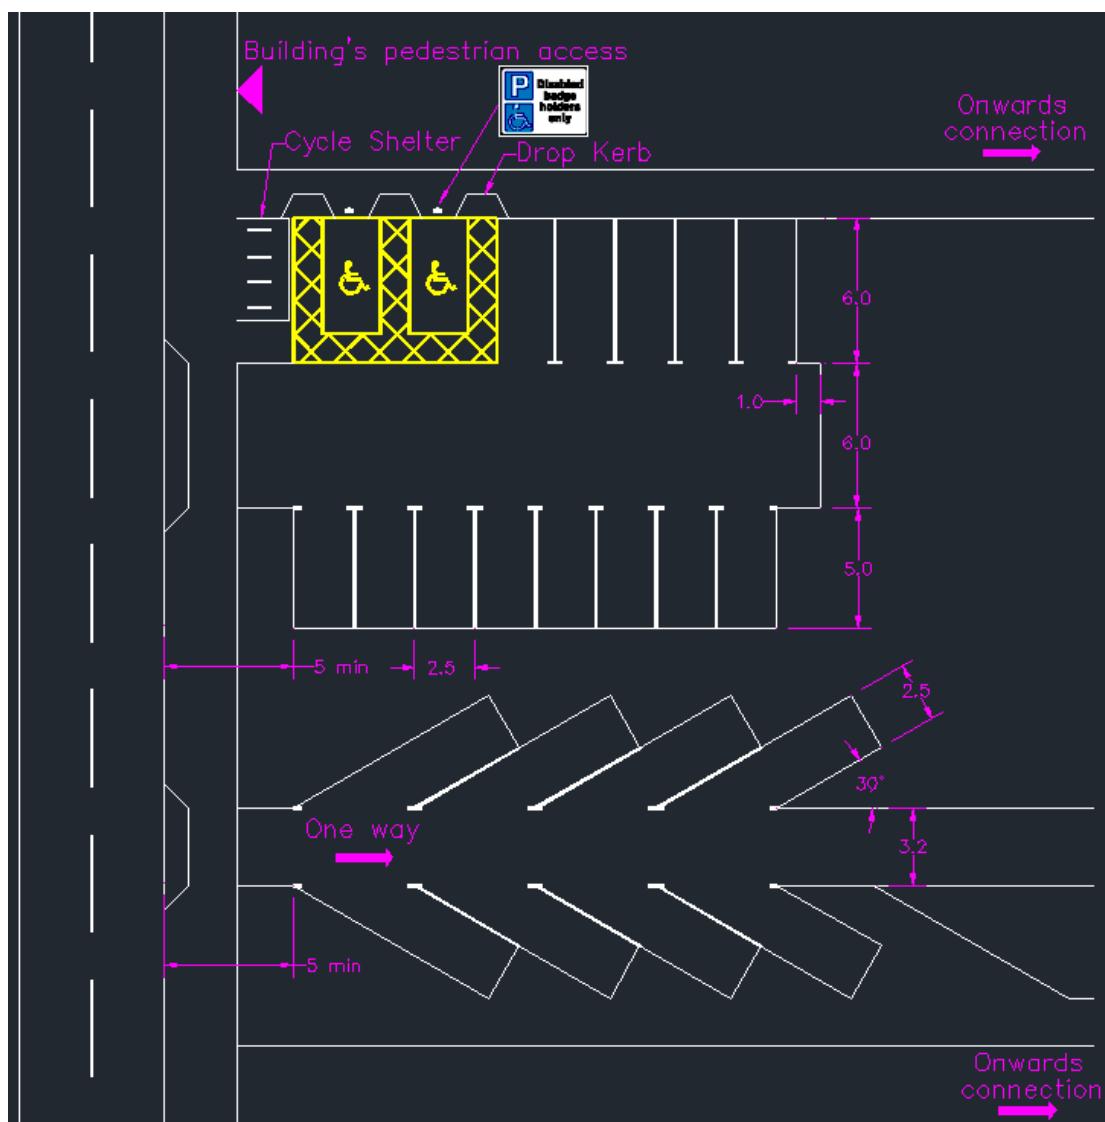 Building's pedestrian access
P
Disabled
badge
holders
only
Onwards
connection
Cycle Shelter
Drop Kerb
6.0
1.0
6.0
5.0
5 min
2.5
2.5
30°
One way
3.2
5 min
Onwards
connection